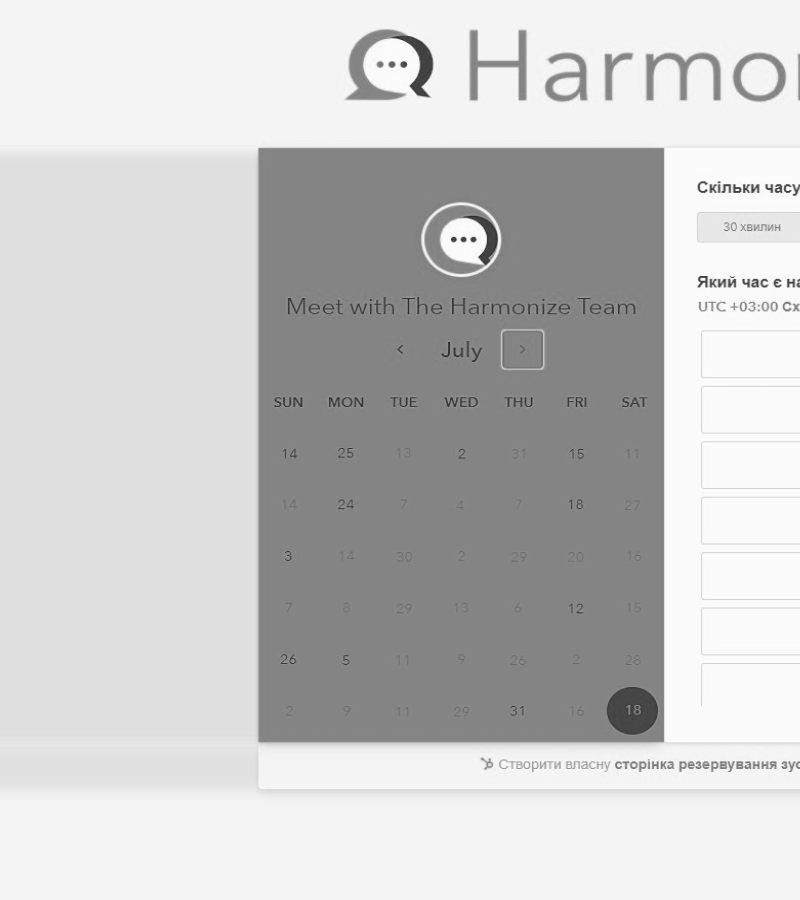 Harmo
Meet with The Harmonize Team
July
SUN MON TUE WED THU FRI SAT
14 25 13 2 31 15 11
14 24 7 4 7 18 27
3 14 30 2 29 20 16
7 8 29 13 6 12 15
26 5 11 9 26 2 28
2 9 11 29 31 16 18
Скільки часу
30 хвилин
Який час є на
UTC +03:00 Сх
Створити власну сторінка резервування зус